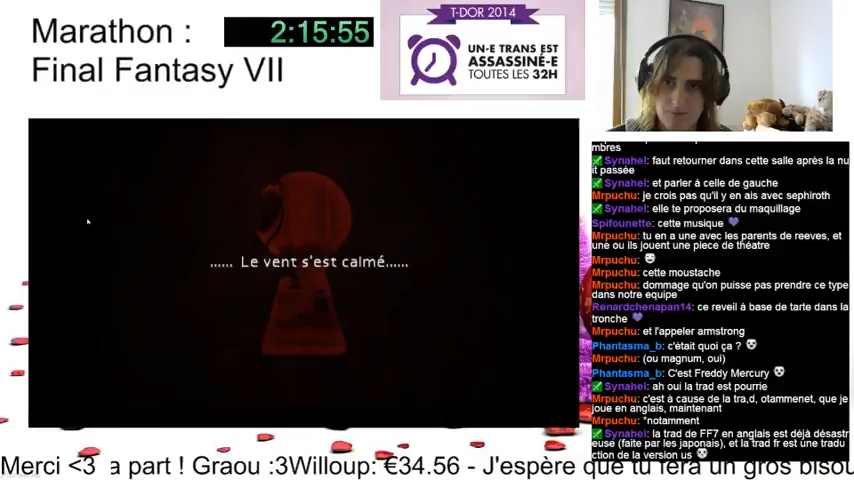 Marathon :
Final Fantasy VII
2:15:55
T-DOR 2014
UN-E TRANS EST
ASSASSINÉ-E
TOUTES LES 32H
...... Le vent s'est calmé......
mbres
Synahel: faut retourner dans cette salle après la nu
it passée
Synahel: et parler à celle de gauche
Mrpuchu: je crois pas qu'il y en ais avec sephiroth
Synahel: elle te proposera du maquillage
Spifounette: cette musique
Mrpuchu: tu en a une avec les parents de reeves, et
une ou ils jouent une piece de théatre
Mrpuchu:
Mrpuchu: cette moustache
Mrpuchu: dommage qu'on puisse pas prendre ce type
dans notre equipe
Renardchenapan14: ce reveil à base de tarte dans la
tronche
Mrpuchu: et l'appeler armstrong
Phantasma_b: c'était quoi ça ?
Mrpuchu: (ou magnum, oui)
Phantasma_b: C'est Freddy Mercury
Synahel: ah oui la trad est pourrie
Mrpuchu: c'est à cause de la tra,d, otammenet, que je
joue en anglais, maintenant
Mrpuchu: *notamment
Synahel: la trad de FF7 en anglais est déjà désastr
euse (faite par les japonais), et la trad fr est une tradu
ction de la version us
Merci <3 a part ! Graou :3Willoup: €34.56 - J'espère que tu fera un gros bisou